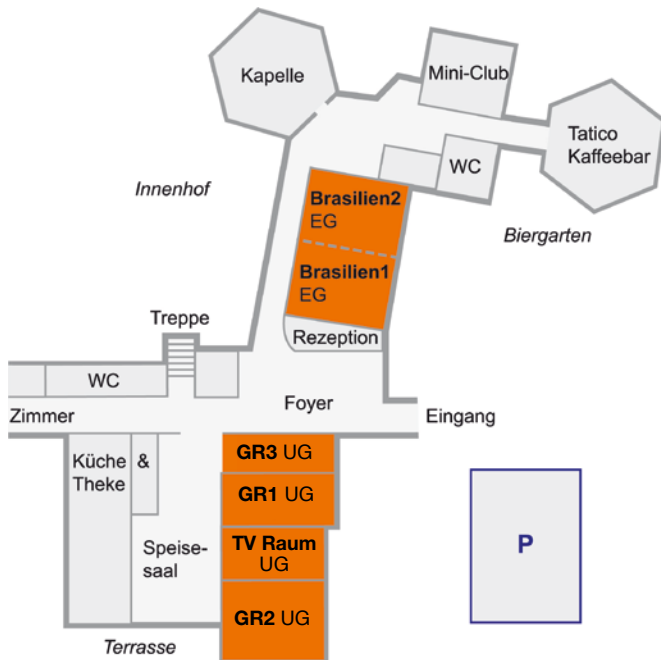 Kapelle
Mini-Club
Tatico
Kaffeebar
WC
Innenhof
Brasilien2
EG
Biergarten
Brasilien1
EG
Treppe
Rezeption
WC
Zimmer
Foyer
Eingang
Küche &
Theke
GR3 UG
GR1 UG
Speise-
saal
TV Raum
UG
P
GR2 UG
Terrasse